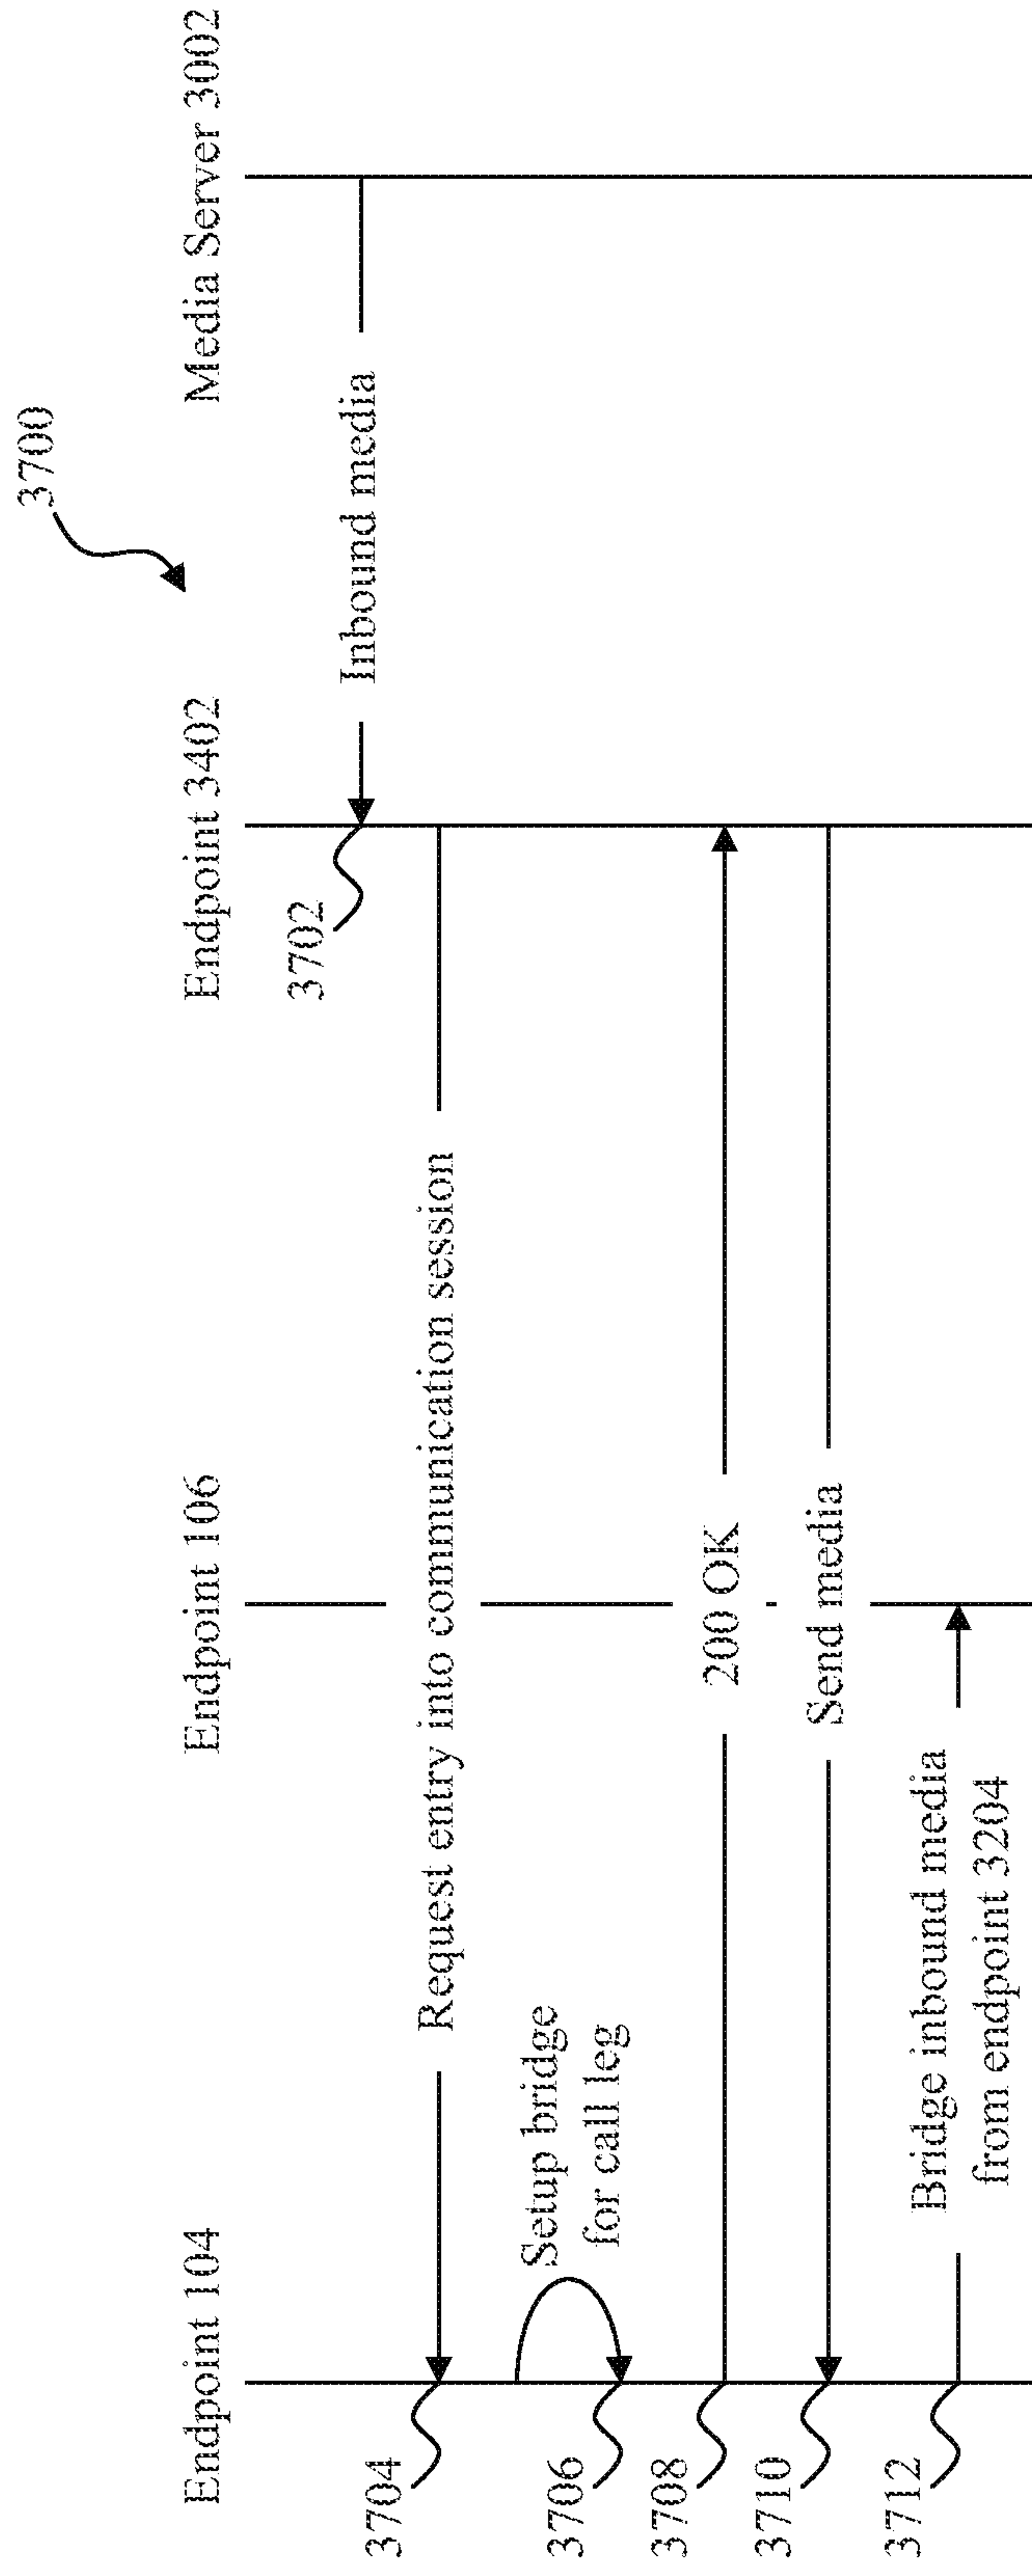 3700
Endpoint 104
Endpoint 106
Endpoint 3402
Media Server 3002
Inbound media
3702
3704
Request entry into communication session
Setup bridge
for call leg
3706
3708
200 OK
3710
Send media
3712
Bridge inbound media
from endpoint 3204